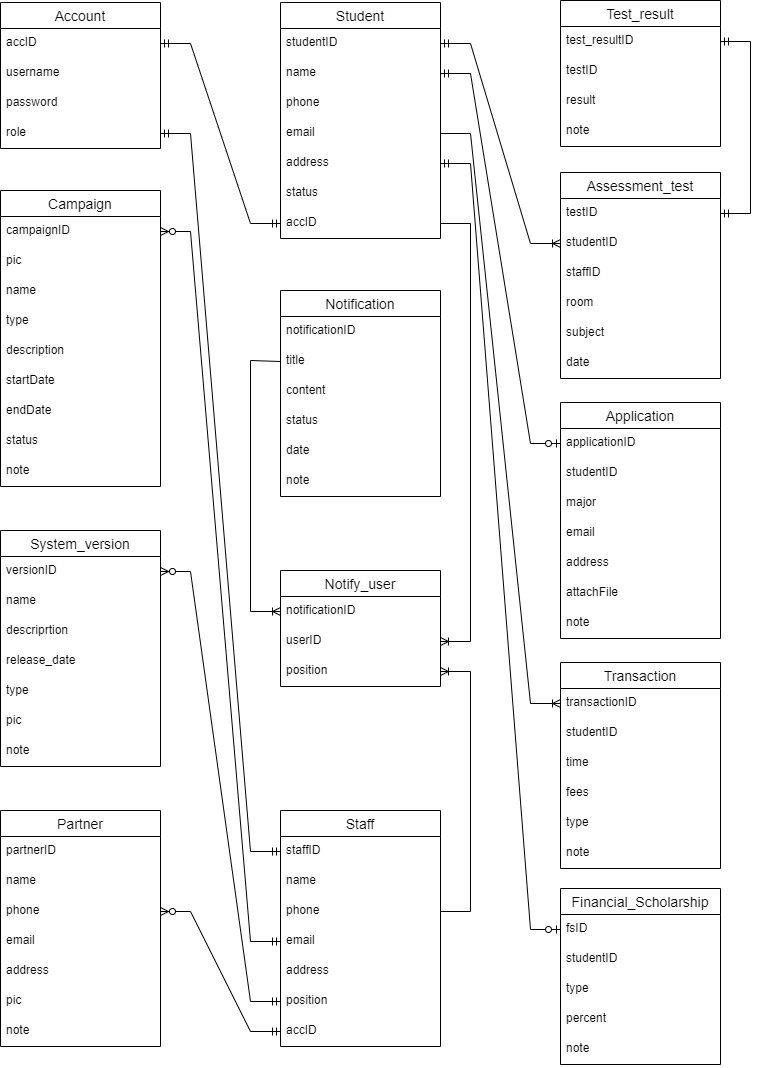 Account
accID
username
password
role
Campaign
campaignID
pic
name
type
description
startDate
endDate
status
note
System_version
versionID
name
descriprtion
release_date
type
pic
note
Partner
partnerID
name
phone
email
address
pic
note
Student
studentID
name
phone
email
address
status
accID
Notification
notificationID
title
content
status
date
note
Notify_user
notificationID
userID
position
Staff
staffID
name
phone
email
address
position
accID
Test_result
test_resultID
testID
result
note
Assessment_test
testID
studentID
staffID
room
subject
date
Application
applicationID
studentID
major
email
address
attachFile
note
Transaction
transactionID
studentID
time
fees
type
note
Financial_Scholarship
fsID
studentID
type
percent
note